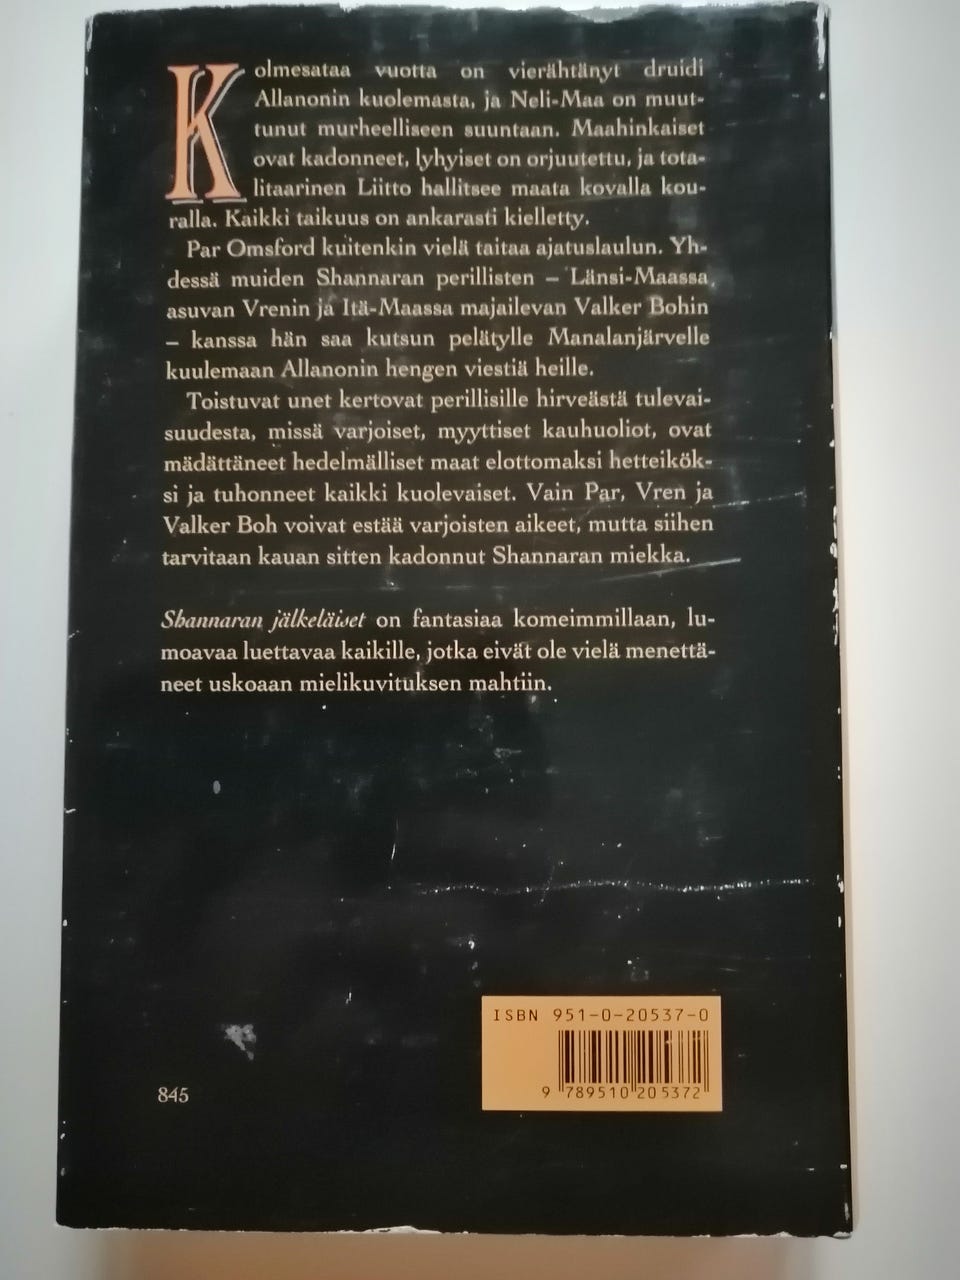 Kolmesataa vuotta on vierähtänyt druidi
Allanonin kuolemasta, ja Neli-Maa on muut-
tunut murheelliseen suuntaan. Maahinkaiset
ovat kadonneet, lyhyiset on orjuutettu, ja tota-
litaarinen Liitto hallitsee maata kovalla kou-
ralla. Kaikki taikuus on ankarasti kielletty.
Par Omsford kuitenkin vielä taitaa ajatuslaulun. Yh-
dessä muiden Shannaran perillisten – Länsi-Maassa
asuvan Vrenin ja Itä-Maassa majailevan Valker Bohin
– kanssa hän saa kutsun pelätylle Manalanjärvelle
kuulemaan Allanonin hengen viestiä heille.
Toistuvat unet kertovat perillisille hirveästä tulevai-
suudesta, missä varjoiset, myyttiset kauhuoliot, ovat
mädättäneet hedelmälliset maat elottomaksi hetteikök-
si ja tuhonneet kaikki kuolevaiset. Vain Par, Vren ja
Valker Boh voivat estää varjoisten aikeet, mutta siihen
tarvitaan kauan sitten kadonnut Shannaran miekka.
Shannaran jälkeläiset on fantasiaa komeimmillaan, lu-
moavaa luettavaa kaikille, jotka eivät ole vielä menettä-
neet uskoaan mielikuvituksen mahtiin.
ISBN 951-0-20537-0
9 789510 205372
845